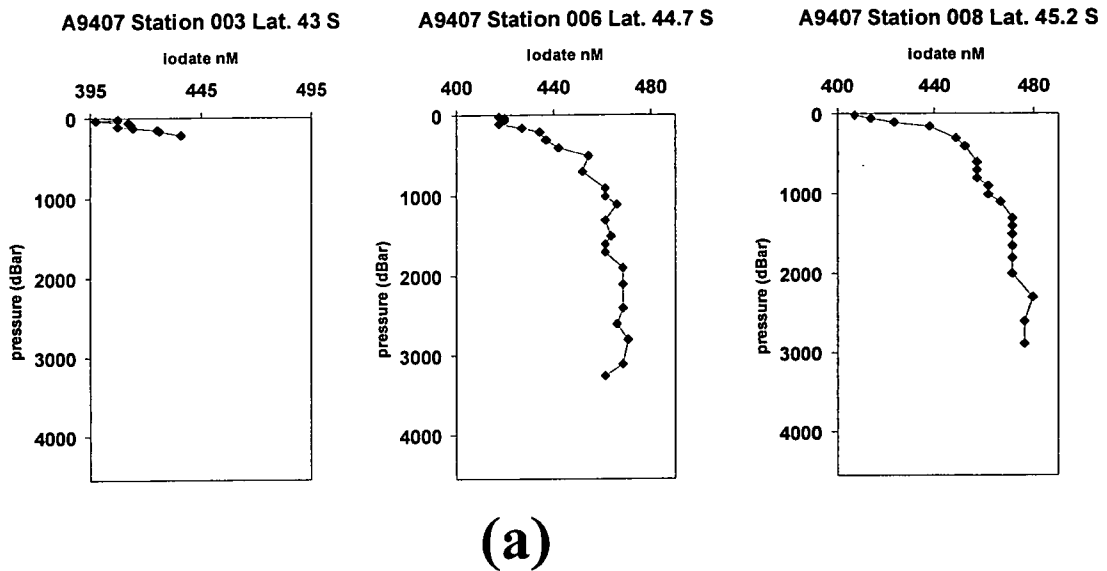 A9407 Station 003 Lat. 43 S
Iodate nM
395 445 495
0
1000
2000
3000
4000
pressure (dBar)
A9407 Station 006 Lat. 44.7 S
Iodate nM
400 440 480
0
1000
2000
3000
4000
pressure (dBar)
A9407 Station 008 Lat. 45.2 S
Iodate nM
400 440 480
0
1000
2000
3000
4000
pressure (dBar)
(a)